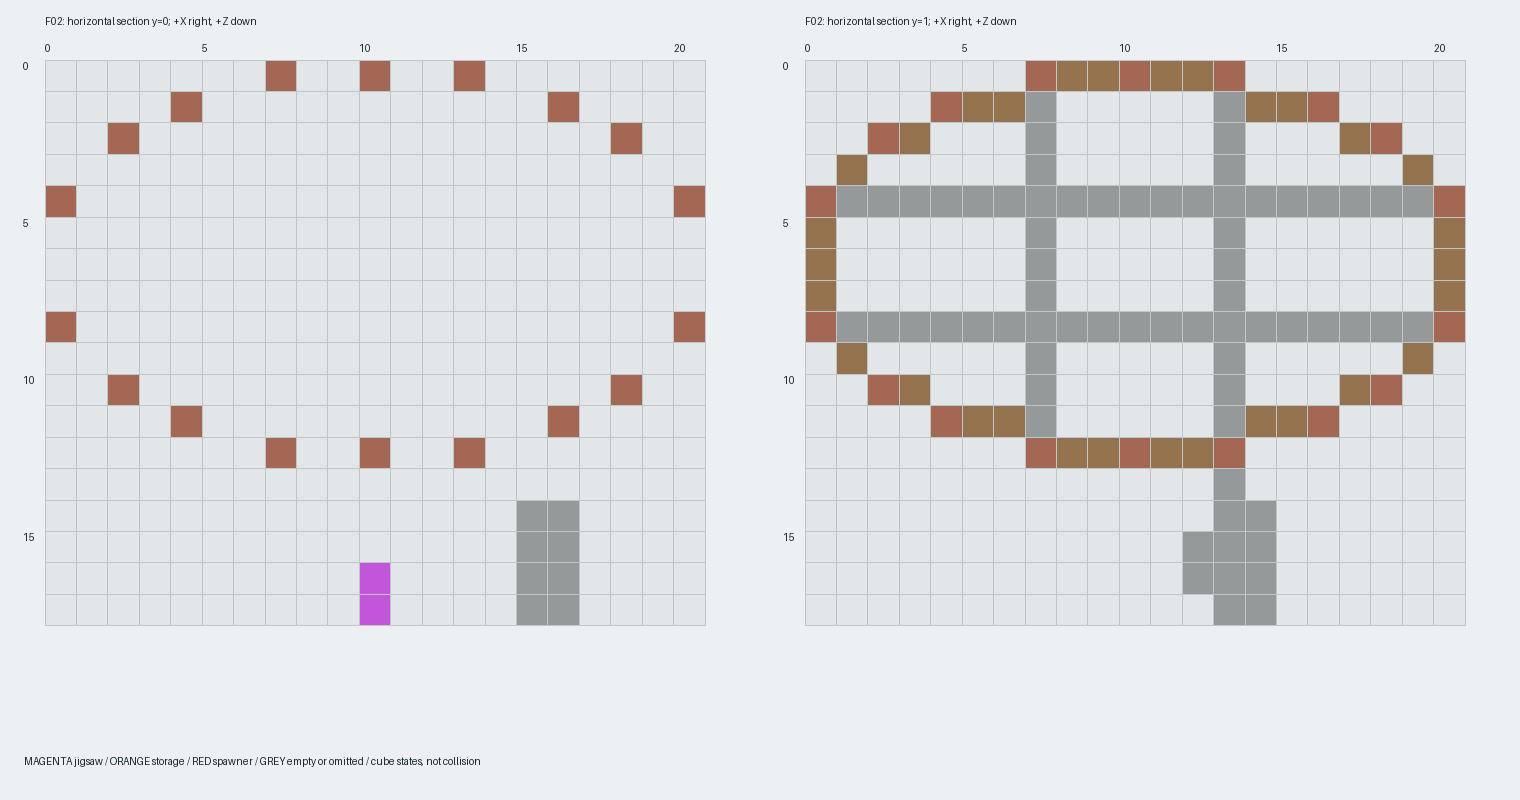 F02: horizontal section y=0; +X right, +Z down
F02: horizontal section y=1; +X right, +Z down
0 5 10 15 20
0 5 10 15 20
0
5
10
15
0
5
10
15
MAGENTA jigsaw / ORANGE storage / RED spawner / GREY empty or omitted / cube states, not collision